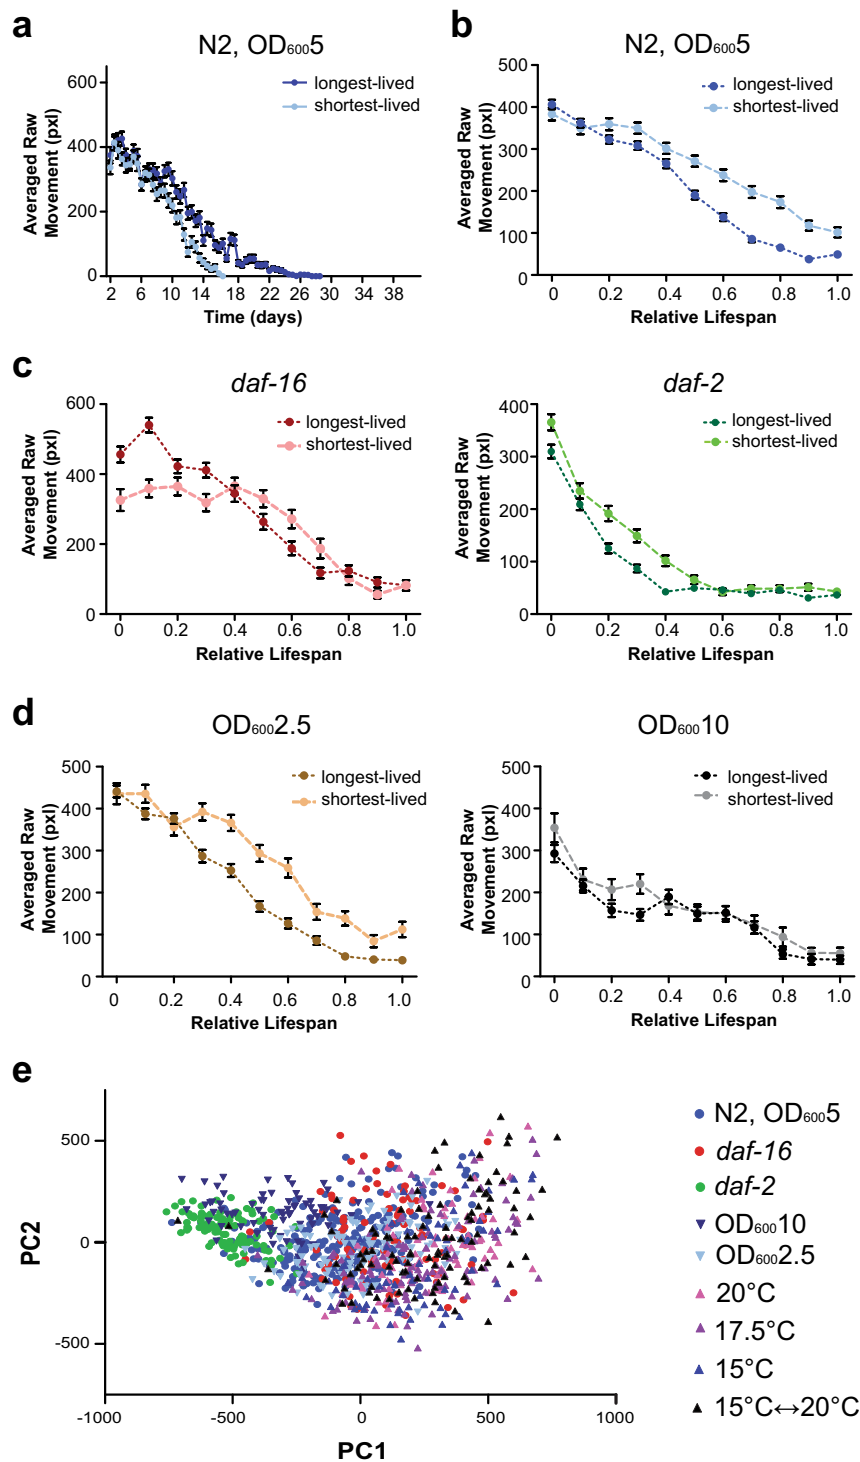 a
N2, OD₆₀₀5
longest-lived
shortest-lived
Averaged Raw
Movement (pxl)
600
400
200
0
2 6 10 14 18 22 26 30 34 38
Time (days)
b
N2, OD₆₀₀5
longest-lived
shortest-lived
Averaged Raw
Movement (pxl)
500
400
300
200
100
0
0 0.2 0.4 0.6 0.8 1.0
Relative Lifespan
c
daf-16
longest-lived
shortest-lived
Averaged Raw
Movement (pxl)
600
400
200
0
0 0.2 0.4 0.6 0.8 1.0
Relative Lifespan
daf-2
longest-lived
shortest-lived
Averaged Raw
Movement (pxl)
400
300
200
100
0
0 0.2 0.4 0.6 0.8 1.0
Relative Lifespan
d
OD₆₀₀2.5
longest-lived
shortest-lived
Averaged Raw
Movement (pxl)
500
400
300
200
100
0
0 0.2 0.4 0.6 0.8 1.0
Relative Lifespan
OD₆₀₀10
longest-lived
shortest-lived
Averaged Raw
Movement (pxl)
500
400
300
200
100
0
0 0.2 0.4 0.6 0.8 1.0
Relative Lifespan
e
PC2
500
0
-500
-1000 -500 0 500 1000
PC1
N2, OD₆₀₀5
daf-16
daf-2
OD₆₀₀10
OD₆₀₀2.5
20°C
17.5°C
15°C
15°C↔20°C